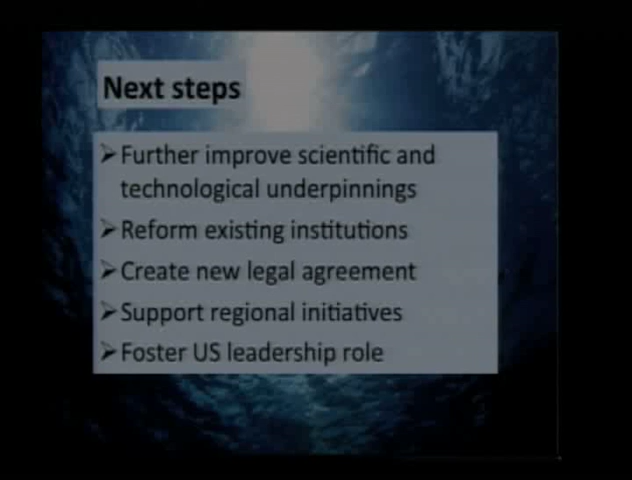 Next steps
➢Further improve scientific and
technological underpinnings
➢Reform existing institutions
➢Create new legal agreement
➢Support regional initiatives
➢Foster US leadership role